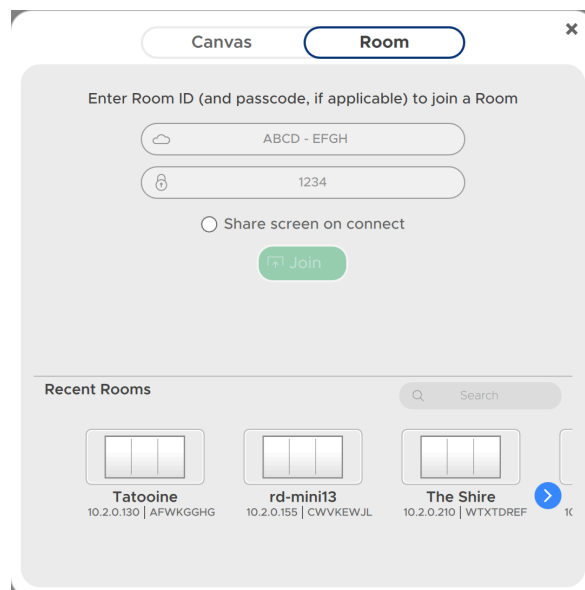 Canvas
Room
Enter Room ID (and passcode, if applicable) to join a Room
ABCD - EFGH
1234
Share screen on connect
Join
Recent Rooms
Search
Tatooine
10.2.0.130 | AFWKGGHG
rd-mini13
10.2.0.155 | CWVKEWJL
The Shire
10.2.0.210 | WTXTDREF